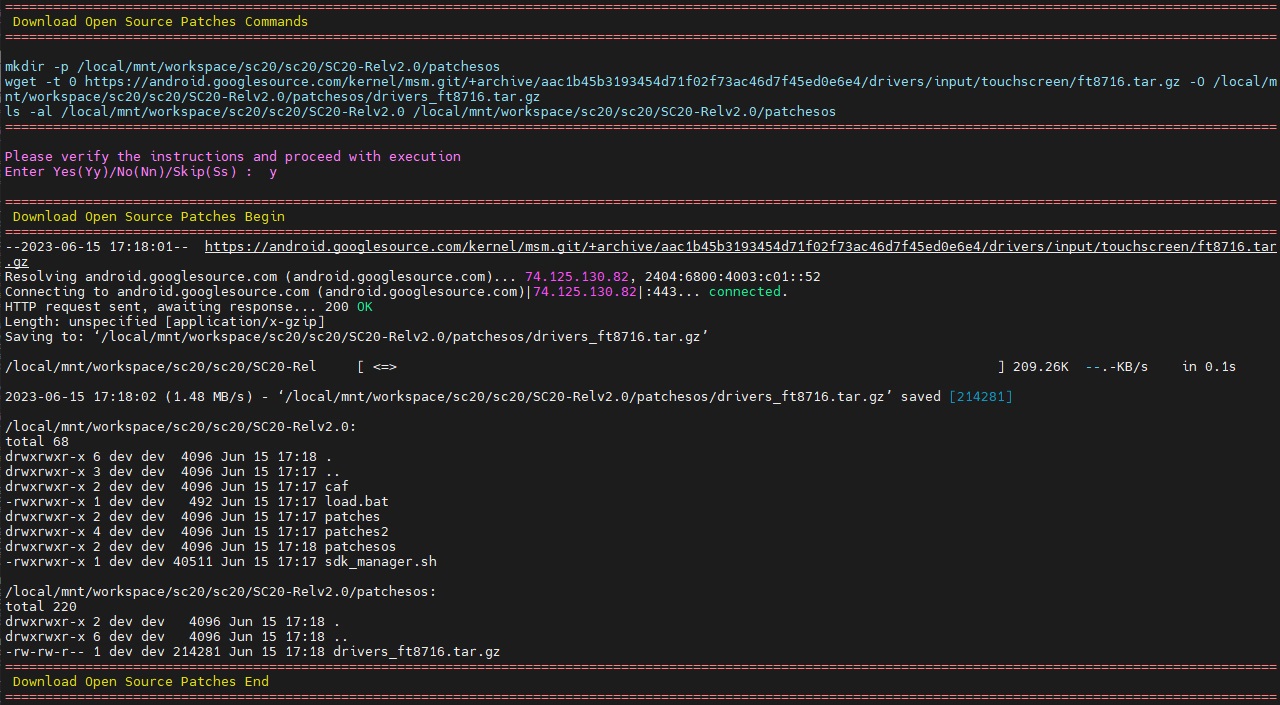 ================================================================================================================================================================
Download Open Source Patches Commands
================================================================================================================================================================
mkdir -p /local/mnt/workspace/sc20/sc20/SC20-Relv2.0/patchesos
wget -t 0 https://android.googlesource.com/kernel/msm.git/+archive/aac1b45b3193454d71f02f73ac46d7f45ed0e6e4/drivers/input/touchscreen/ft8716.tar.gz -O /local/m
nt/workspace/sc20/sc20/SC20-Relv2.0/patchesos/drivers_ft8716.tar.gz
ls -al /local/mnt/workspace/sc20/sc20/SC20-Relv2.0 /local/mnt/workspace/sc20/sc20/SC20-Relv2.0/patchesos
================================================================================================================================================================
Please verify the instructions and proceed with execution
Enter Yes(Yy)/No(Nn)/Skip(Ss) :  y
================================================================================================================================================================
Download Open Source Patches Begin
================================================================================================================================================================
--2023-06-15 17:18:01--  https://android.googlesource.com/kernel/msm.git/+archive/aac1b45b3193454d71f02f73ac46d7f45ed0e6e4/drivers/input/touchscreen/ft8716.tar
.gz
Resolving android.googlesource.com (android.googlesource.com)... 74.125.130.82, 2404:6800:4003:c01::52
Connecting to android.googlesource.com (android.googlesource.com)|74.125.130.82|:443... connected.
HTTP request sent, awaiting response... 200 OK
Length: unspecified [application/x-gzip]
Saving to: ‘/local/mnt/workspace/sc20/sc20/SC20-Relv2.0/patchesos/drivers_ft8716.tar.gz’
/local/mnt/workspace/sc20/sc20/SC20-Rel     [ <=>                                                                           ] 209.26K  --.-KB/s    in 0.1s
2023-06-15 17:18:02 (1.48 MB/s) - ‘/local/mnt/workspace/sc20/sc20/SC20-Relv2.0/patchesos/drivers_ft8716.tar.gz’ saved [214281]
/local/mnt/workspace/sc20/sc20/SC20-Relv2.0:
total 68
drwxrwxr-x 6 dev dev  4096 Jun 15 17:18 .
drwxrwxr-x 3 dev dev  4096 Jun 15 17:17 ..
drwxrwxr-x 2 dev dev  4096 Jun 15 17:17 caf
-rwxrwxr-x 1 dev dev   492 Jun 15 17:17 load.bat
drwxrwxr-x 2 dev dev  4096 Jun 15 17:17 patches
drwxrwxr-x 4 dev dev  4096 Jun 15 17:17 patches2
drwxrwxr-x 2 dev dev  4096 Jun 15 17:18 patchesos
-rwxrwxr-x 1 dev dev 40511 Jun 15 17:17 sdk_manager.sh
/local/mnt/workspace/sc20/sc20/SC20-Relv2.0/patchesos:
total 220
drwxrwxr-x 2 dev dev   4096 Jun 15 17:18 .
drwxrwxr-x 6 dev dev   4096 Jun 15 17:18 ..
-rw-rw-r-- 1 dev dev 214281 Jun 15 17:18 drivers_ft8716.tar.gz
================================================================================================================================================================
Download Open Source Patches End
================================================================================================================================================================